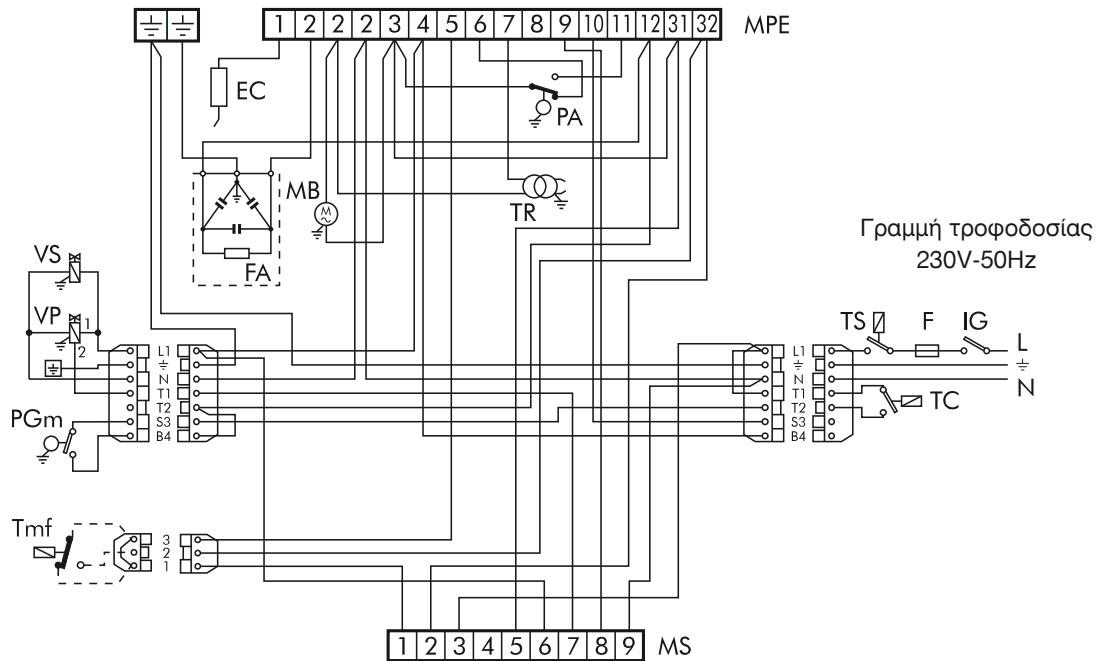 1 2 2 2 3 4 5 6 7 8 9 10 11 12 31 32 MPE
EC
PA
MB
M
TR
FA
Γραμμή τροφοδοσίας
230V-50Hz
VS
VP 1
2
TS F IG
L
N
TC
L1
N
T1
T2
S3
B4
L1
N
T1
T2
S3
B4
PGm
Tmf
3
2
1
1 2 3 4 5 6 7 8 9 MS